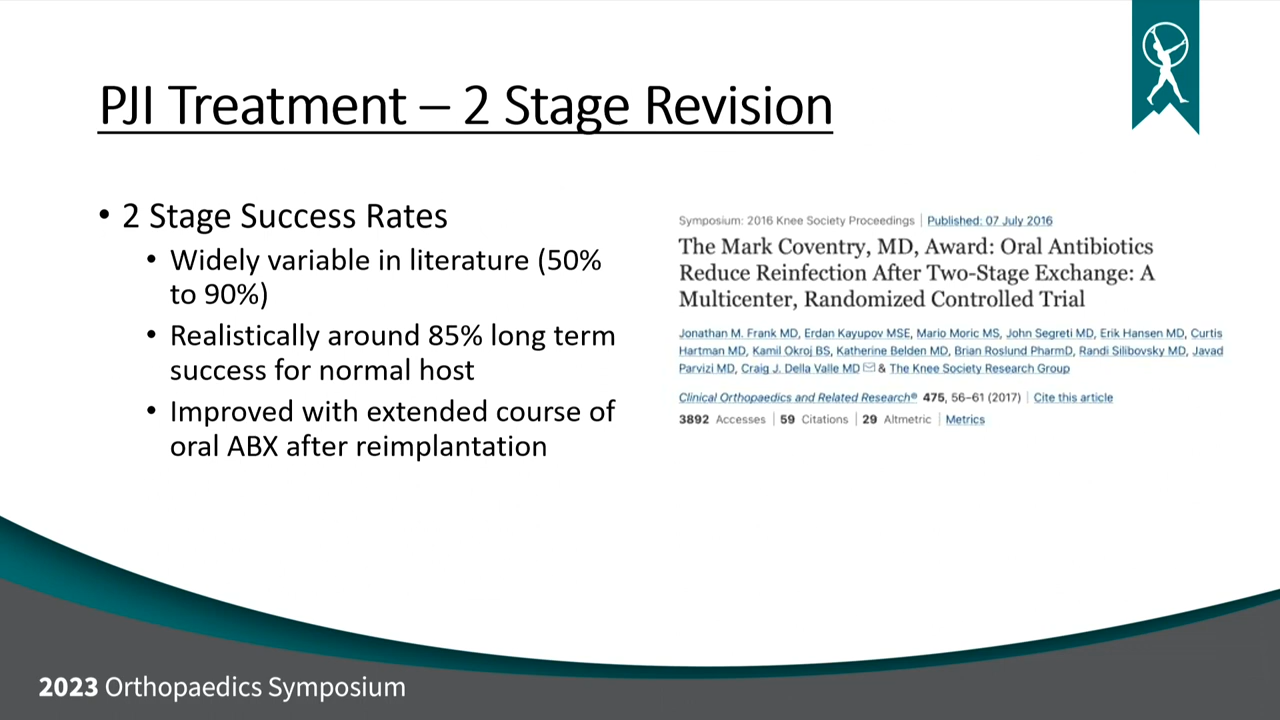 PJI Treatment – 2 Stage Revision
• 2 Stage Success Rates
• Widely variable in literature (50%
to 90%)
• Realistically around 85% long term
success for normal host
• Improved with extended course of
oral ABX after reimplantation
Symposium: 2016 Knee Society Proceedings | Published: 07 July 2016
The Mark Coventry, MD, Award: Oral Antibiotics
Reduce Reinfection After Two-Stage Exchange: A
Multicenter, Randomized Controlled Trial
Jonathan M. Frank MD, Erdan Kayupov MSE, Mario Moric MS, John Segreti MD, Erik Hansen MD, Curtis
Hartman MD, Kamil Okroj BS, Katherine Belden MD, Brian Roslund PharmD, Randi Silibovsky MD, Javad
Parvizi MD, Craig J. Della Valle MD & The Knee Society Research Group
Clinical Orthopaedics and Related Research® 475, 56–61 (2017) | Cite this article
3892 Accesses | 59 Citations | 29 Altmetric | Metrics
2023 Orthopaedics Symposium